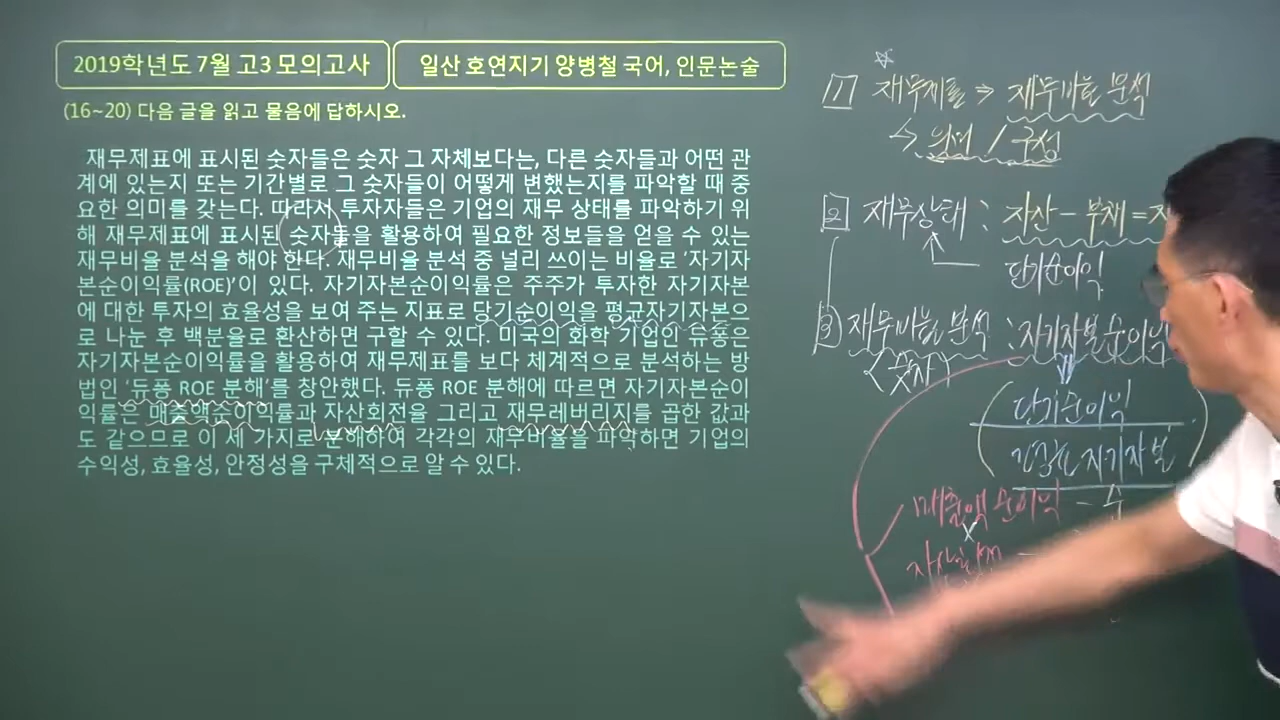 2019학년도 7월 고3 모의고사
일산 호연지기 양병철 국어, 인문논술
(16~20) 다음 글을 읽고 물음에 답하시오.
재무제표에 표시된 숫자들은 숫자 그 자체보다는, 다른 숫자들과 어떤 관
계에 있는지 또는 기간별로 그 숫자들이 어떻게 변했는지를 파악할 때 중
요한 의미를 갖는다. 따라서 투자자들은 기업의 재무 상태를 파악하기 위
해 재무제표에 표시된 숫자들을 활용하여 필요한 정보들을 얻을 수 있는
재무비율 분석을 해야 한다. 재무비율 분석 중 널리 쓰이는 비율로 '자기자
본순이익률(ROE)'이 있다. 자기자본순이익률은 주주가 투자한 자기자본
에 대한 투자의 효율성을 보여 주는 지표로 당기순이익을 평균자기자본으
로 나눈 후 백분율로 환산하면 구할 수 있다. 미국의 화학 기업인 듀퐁은
자기자본순이익률을 활용하여 재무제표를 보다 체계적으로 분석하는 방
법인 '듀퐁 ROE 분해'를 창안했다. 듀퐁 ROE 분해에 따르면 자기자본순이
익률은 매출액순이익률과 자산회전율 그리고 재무레버리지를 곱한 값과
도 같으므로 이 세 가지로 분해하여 각각의 재무비율을 파악하면 기업의
수익성, 효율성, 안정성을 구체적으로 알 수 있다.
1 재무제표 ⇒ 재무비율 분석
↳ / 구성
2 재무상태 : 자산 - 부채 =
당기순이익
3 재무비율 분석 : 자기자본순이익
(숫자)
당기순이익
자기자본
매출액 순이익 - 순
x